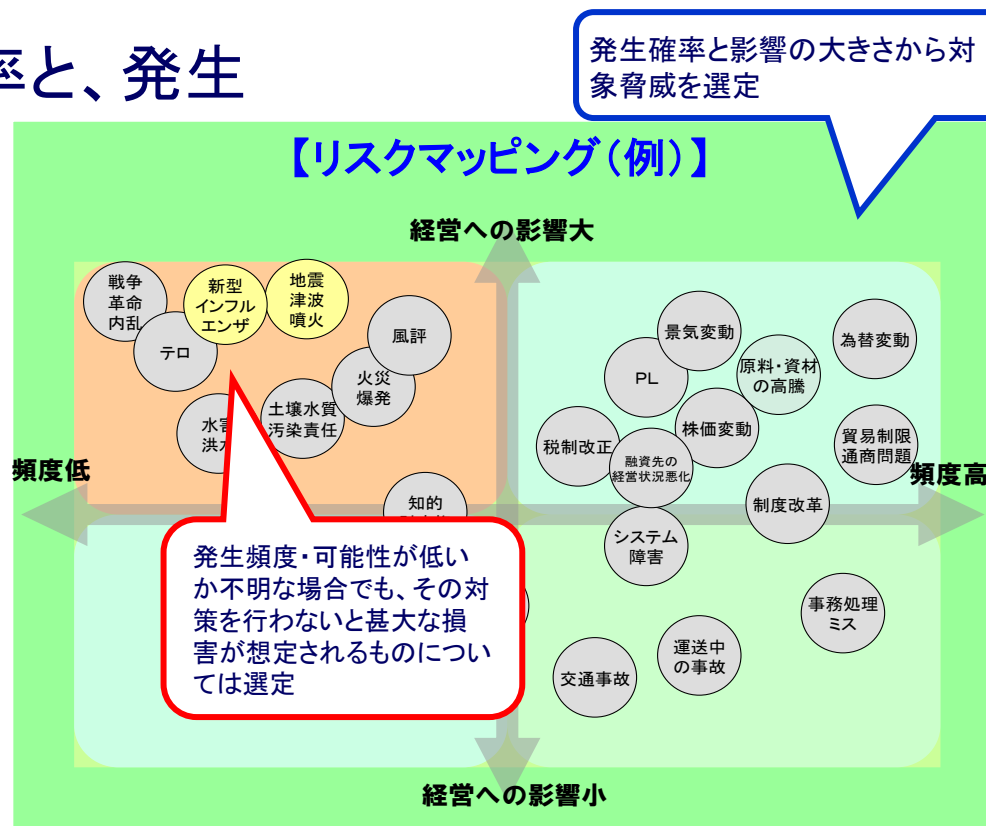 率と、発生
発生確率と影響の大きさから対
象脅威を選定
【リスクマッピング（例）】
経営への影響大
戦争
革命
内乱
新型
インフル
エンザ
地震
津波
噴火
テロ
風評
火災
爆発
土壌水質
汚染責任
水害
洪水
景気変動
為替変動
PL
原料・資材
の高騰
税制改正
株価変動
貿易制限
通商問題
融資先の
経営状況悪化
頻度低
頻度高
知的
制度改革
システム
障害
発生頻度・可能性が低い
か不明な場合でも、その対
策を行わないと甚大な損
害が想定されるものについ
ては選定
事務処理
ミス
運送中
の事故
交通事故
経営への影響小